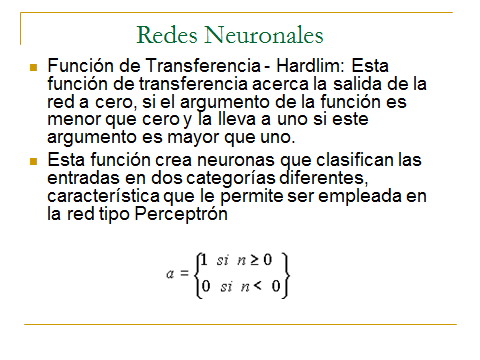 Redes Neuronales
Función de Transferencia - Hardlim: Esta
función de transferencia acerca la salida de la
red a cero, si el argumento de la función es
menor que cero y la lleva a uno si este
argumento es mayor que uno.
Esta función crea neuronas que clasifican las
entradas en dos categorías diferentes,
característica que le permite ser empleada en
la red tipo Perceptrón
a = {1 si n ≥ 0
0 si n < 0}